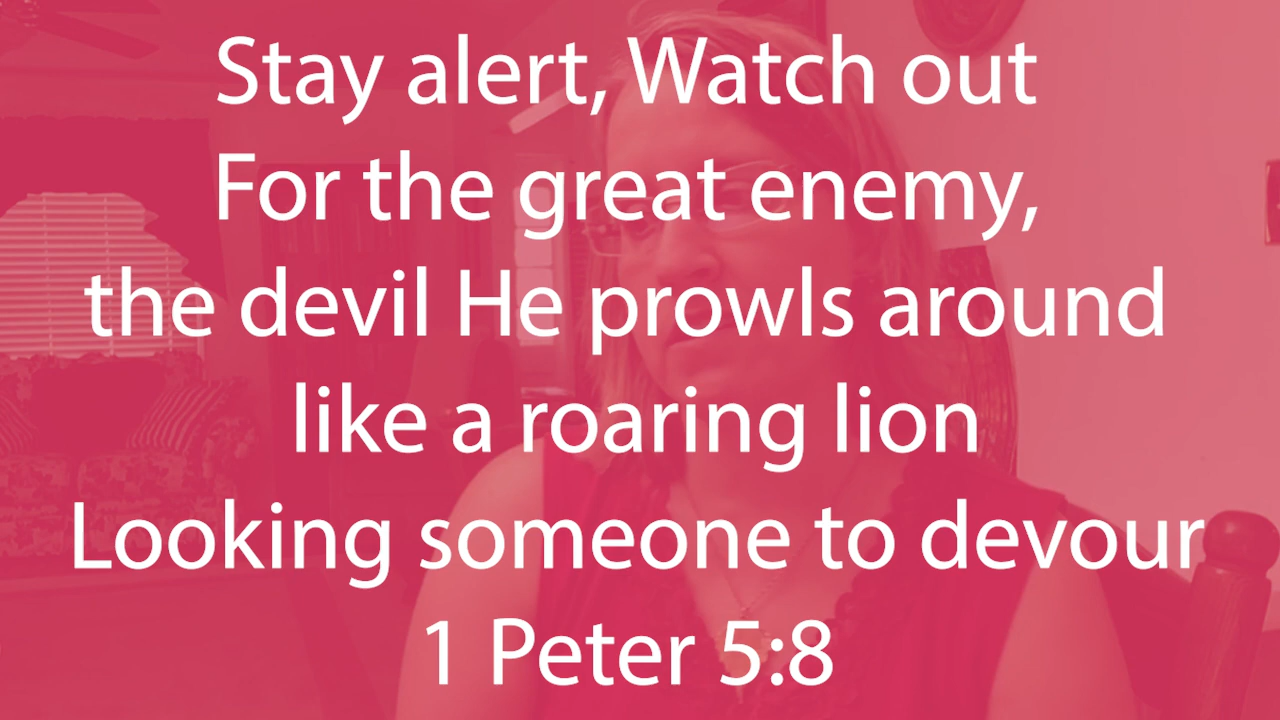 Stay alert, Watch out
For the great enemy,
the devil He prowls around
like a roaring lion
Looking someone to devour
1 Peter 5:8